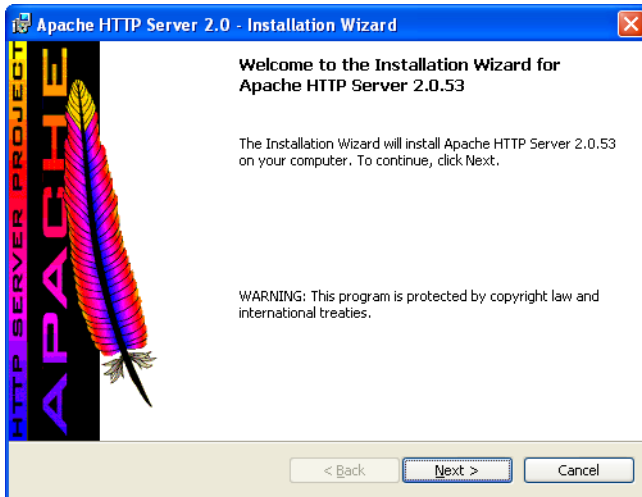 Apache HTTP Server 2.0 - Installation Wizard
HTTP SERVER PROJECT
APACHE
Welcome to the Installation Wizard for
Apache HTTP Server 2.0.53
The Installation Wizard will install Apache HTTP Server 2.0.53
on your computer. To continue, click Next.
WARNING: This program is protected by copyright law and
international treaties.
< Back
Next >
Cancel